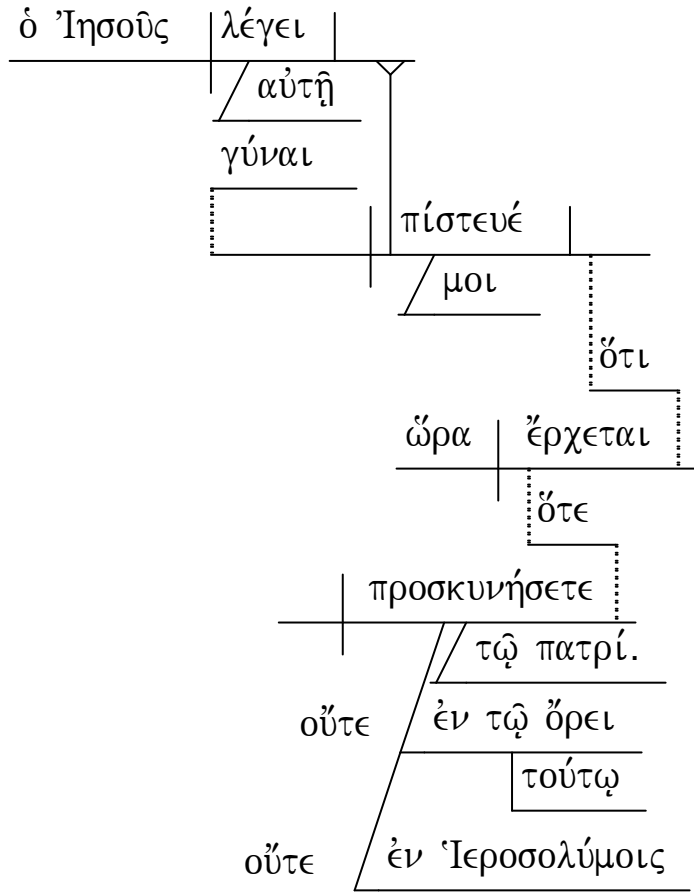 ὁ Ἰησοῦς λέγει
αὐτῇ
γύναι
πίστευέ
μοι
ὅτι
ὥρα ἔρχεται
ὅτε
προσκυνήσετε
τῷ πατρί.
οὔτε ἐν τῷ ὄρει
τούτῳ
οὔτε ἐν Ἱεροσολύμοις